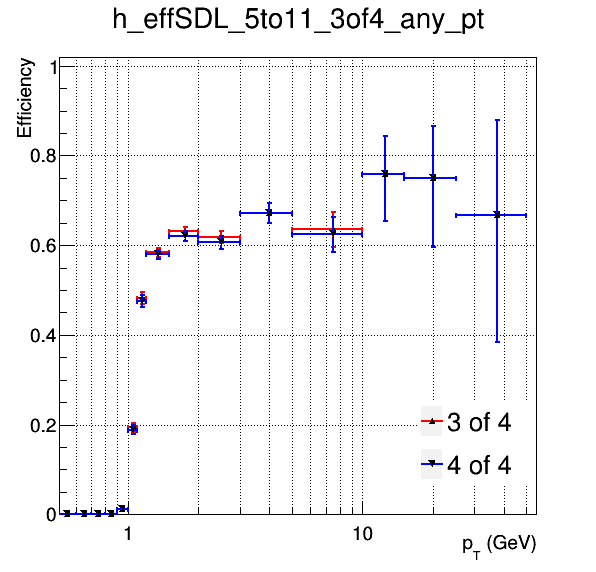 h_effSDL_5to11_3of4_any_pt
Efficiency
1
0.8
0.6
0.4
0.2
0
3 of 4
4 of 4
1
10
p_T (GeV)